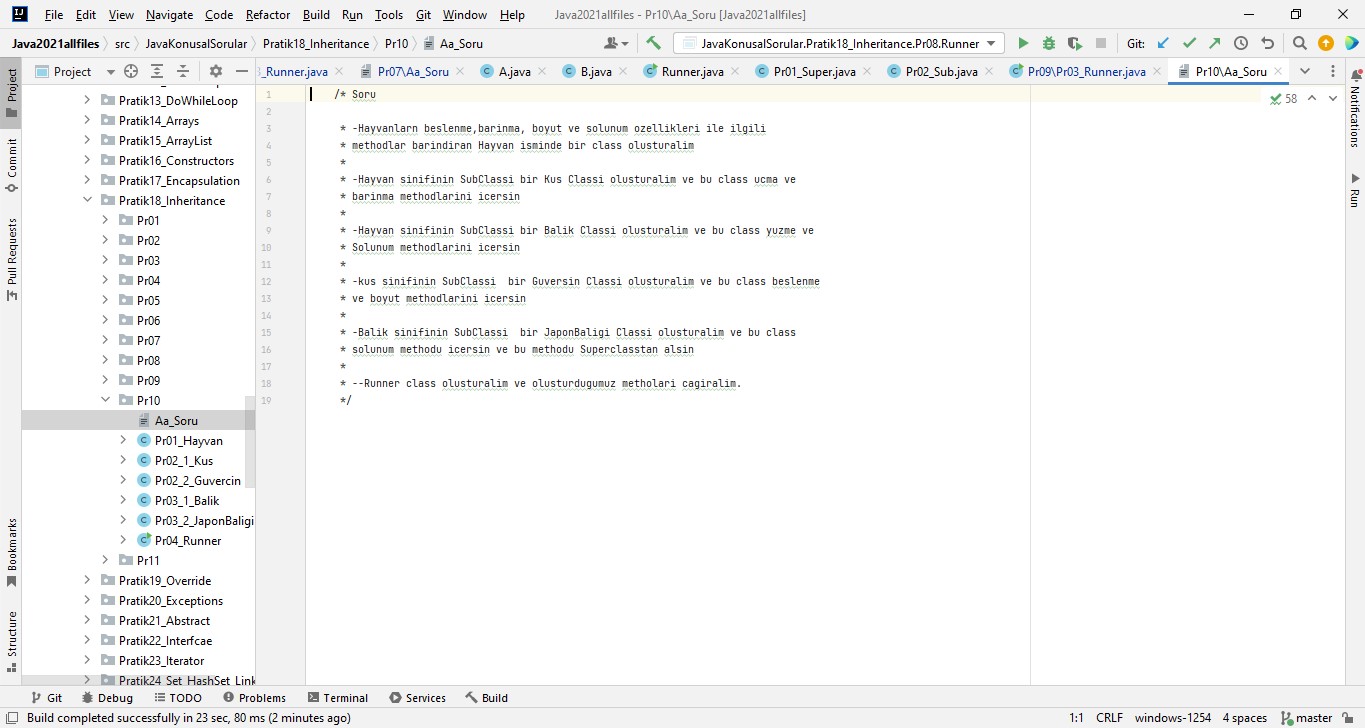 File Edit View Navigate Code Refactor Build Run Tools Git Window Help Java2021allfiles - Pr10\Aa_Soru [Java2021allfiles]
Java2021allfiles src JavaKonusalSorular Pratik18_Inheritance Pr10 Aa_Soru JavaKonusalSorular.Pratik18_Inheritance.Pr08.Runner Git:
Project _Runner.java Pr07\Aa_Soru A.java B.java Runner.java Pr01_Super.java Pr02_Sub.java Pr09\Pr03_Runner.java Pr10\Aa_Soru
Project
Commit
Pull Requests
Bookmarks
Structure
Pratik13_DoWhileLoop
Pratik14_Arrays
Pratik15_ArrayList
Pratik16_Constructors
Pratik17_Encapsulation
Pratik18_Inheritance
Pr01
Pr02
Pr03
Pr04
Pr05
Pr06
Pr07
Pr08
Pr09
Pr10
Aa_Soru
Pr01_Hayvan
Pr02_1_Kus
Pr02_2_Guvercin
Pr03_1_Balik
Pr03_2_JaponBaligi
Pr04_Runner
Pr11
Pratik19_Override
Pratik20_Exceptions
Pratik21_Abstract
Pratik22_Interfcae
Pratik23_Iterator
Pratik24_Set_HashSet_Link
1 /* Soru
2
3 * -Hayvanlarn beslenme,barinma, boyut ve solunum ozellikleri ile ilgili
4 * methodlar barindiran Hayvan isminde bir class olusturalim
5 *
6 * -Hayvan sinifinin SubClassi bir Kus Classi olusturalim ve bu class ucma ve
7 * barinma methodlarini icersin
8 *
9 * -Hayvan sinifinin SubClassi bir Balik Classi olusturalim ve bu class yuzme ve
10 * Solunum methodlarini icersin
11 *
12 * -kus sinifinin SubClassi  bir Guversin Classi olusturalim ve bu class beslenme
13 * ve boyut methodlarini icersin
14 *
15 * -Balik sinifinin SubClassi  bir JaponBaligi Classi olusturalim ve bu class
16 * solunum methodu icersin ve bu methodu Superclasstan alsin
17 *
18 * --Runner class olusturalim ve olusturdugumuz metholari cagiralim.
19 */
58
Notifications
Run
Git Debug TODO Problems Terminal Services Build
Build completed successfully in 23 sec, 80 ms (2 minutes ago) 1:1 CRLF windows-1254 4 spaces master